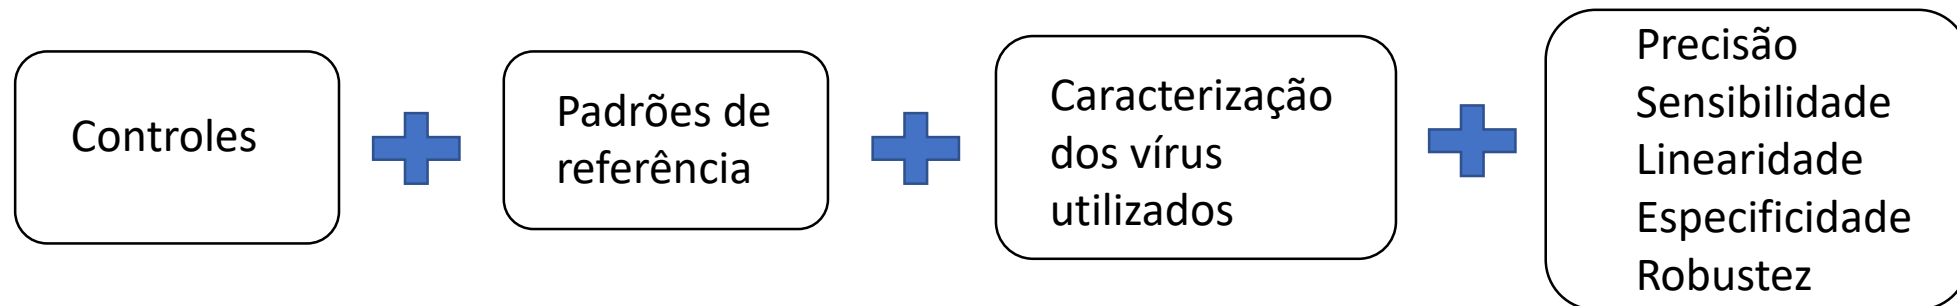 Controles
Padrões de
referência
Caracterização
dos vírus
utilizados
Precisão
Sensibilidade
Linearidade
Especificidade
Robustez